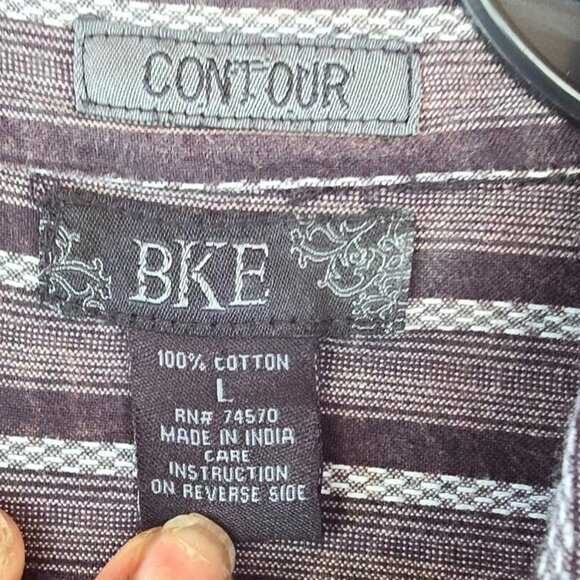 CONTOUR
BKE
100% COTTON
L
RN# 74570
MADE IN INDIA
CARE
INSTRUCTION
ON REVERSE SIDE